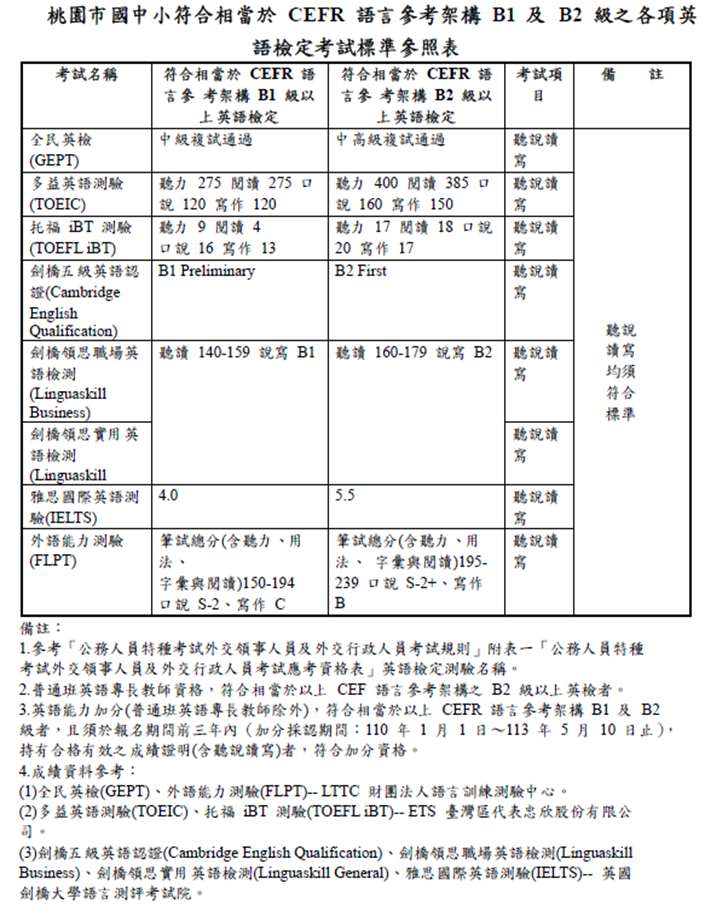 桃園市國中小符合相當於 CEFR 語言參考架構 B1 及 B2 級之各項英
語檢定考試標準參照表
考試名稱
符合相當於 CEFR 語
言參 考架構 B1 級以
上英語檢定
符合相當於 CEFR 語
言參 考架構 B2 級以
上英語檢定
考試項
目
備 註
全民英檢
(GEPT)
中級複試通過
中高級複試通過
聽說讀
寫
聽說
讀寫
均須
符合
標準
多益英語測驗
(TOEIC)
聽力 275 閱讀 275 口
說 120 寫作 120
聽力 400 閱讀 385 口
說 160 寫作 150
聽說讀
寫
托福 iBT 測驗
(TOEFL iBT)
聽力 9 閱讀 4
口說 16 寫作 13
聽力 17 閱讀 18 口說
20 寫作 17
聽說讀
寫
劍橋五級英語認
證(Cambridge
English
Qualification)
B1 Preliminary
B2 First
聽說讀
寫
劍橋領思職場英
語檢測
(Linguaskill
Business)
聽讀 140-159 說寫 B1
聽讀 160-179 說寫 B2
聽說讀
寫
劍橋領思實用英
語檢測
(Linguaskill
聽說讀
寫
雅思國際英語測
驗(IELTS)
4.0
5.5
聽說讀
寫
外語能力測驗
(FLPT)
筆試總分(含聽力、用
法、
字彙與閱讀)150-194
口說 S-2、寫作 C
筆試總分(含聽力、用
法、 字彙與閱讀)195-
239 口說 S-2+、寫作
B
聽說讀
寫
備註：
1.參考「公務人員特種考試外交領事人員及外交行政人員考試規則」附表一「公務人員特種
考試外交領事人員及外交行政人員考試應考資格表」英語檢定測驗名稱。
2.普通班英語專長教師資格，符合相當於以上 CEF 語言參考架構之 B2 級以上英檢者。
3.英語能力加分(普通班英語專長教師除外)，符合相當於以上 CEFR 語言參考架構 B1 及 B2
級者，且須於報名期間前三年內（加分採認期間：110 年 1 月 1 日～113 年 5 月 10 日止），
持有合格有效之成績證明(含聽說讀寫)者，符合加分資格。
4.成績資料參考：
(1)全民英檢(GEPT)、外語能力測驗(FLPT)-- LTTC 財團法人語言訓練測驗中心。
(2)多益英語測驗(TOEIC)、托福 iBT 測驗(TOEFL iBT)-- ETS 臺灣區代表忠欣股份有限公
司。
(3)劍橋五級英語認證(Cambridge English Qualification)、劍橋領思職場英語檢測(Linguaskill
Business)、劍橋領思實用英語檢測(Linguaskill General)、雅思國際英語測驗(IELTS)-- 英國
劍橋大學語言測評考試院。